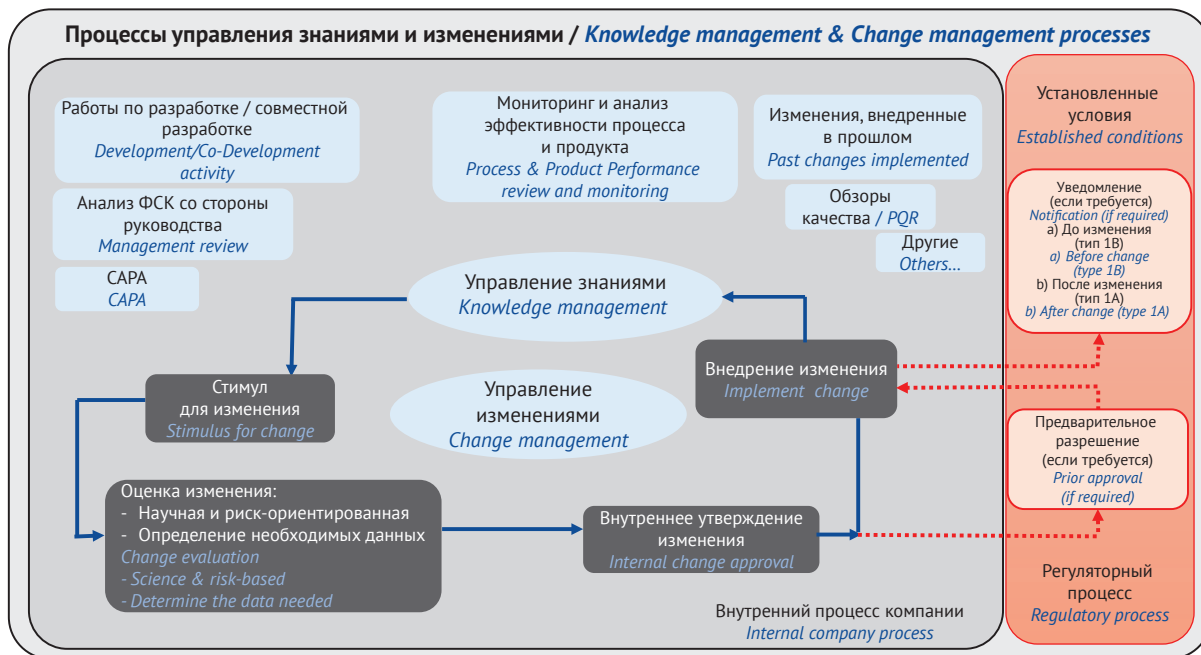 Процессы управления знаниями и изменениями / Knowledge management & Change management processes
Работы по разработке / совместной
разработке
Development/Co-Development
activity
Анализ ФСК со стороны
руководства
Management review
САРА
CAPA
Мониторинг и анализ
эффективности процесса
и продукта
Process & Product Performance
review and monitoring
Изменения, внедренные
в прошлом
Past changes implemented
Обзоры
качества / PQR
Другие
Others...
Управление знаниями
Knowledge management
Стимул
для изменения
Stimulus for change
Управление
изменениями
Change management
Внедрение изменения
Implement change
Оценка изменения:
- Научная и риск-ориентированная
- Определение необходимых данных
Change evaluation
- Science & risk-based
- Determine the data needed
Внутреннее утверждение
изменения
Internal change approval
Внутренний процесс компании
Internal company process
Установленные
условия
Established conditions
Уведомление
(если требуется)
Notification (if required)
a) До изменения
(тип 1B)
a) Before change
(type 1B)
b) После изменения
(тип 1A)
b) After change (type 1A)
Предварительное
разрешение
(если требуется)
Prior approval
(if required)
Регуляторный
процесс
Regulatory process